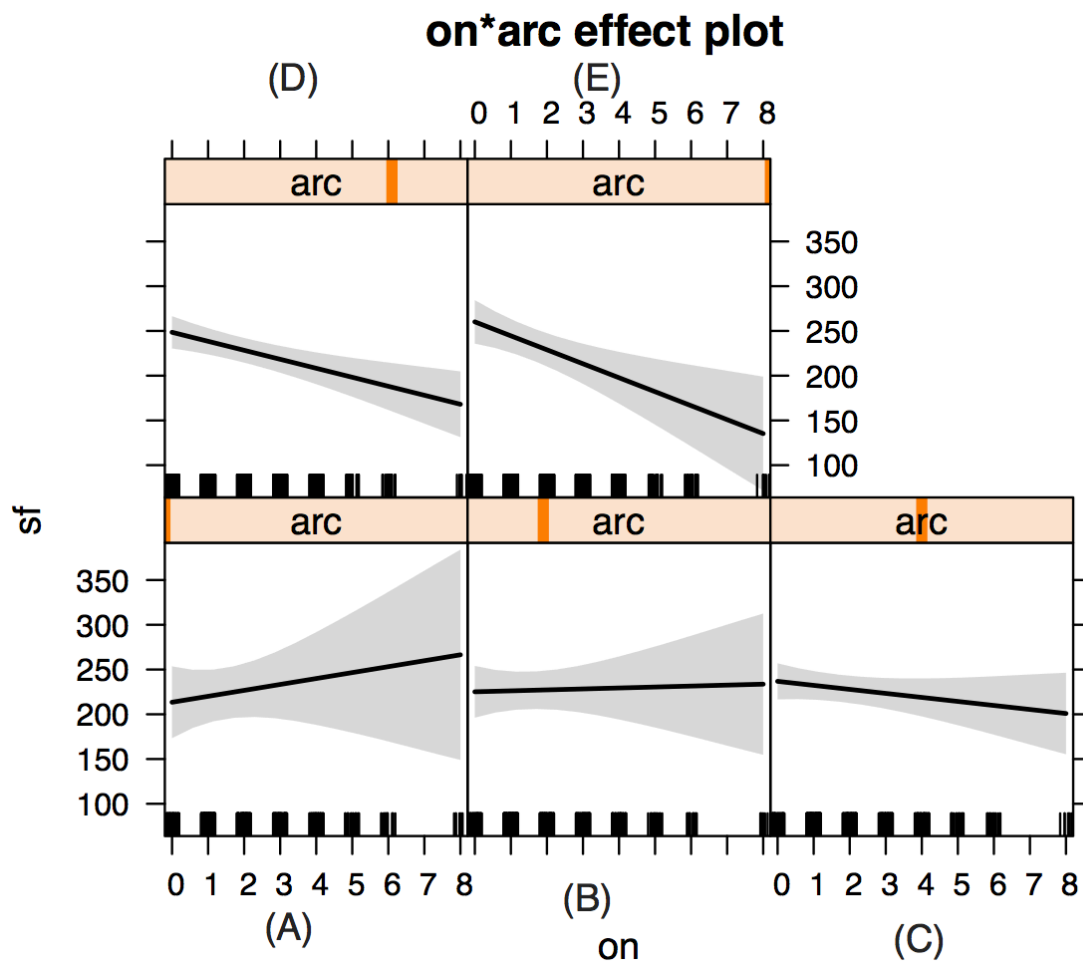 on*arc effect plot
(D) (E)
0 1 2 3 4 5 6 7 8
arc arc
350
300
250
200
150
100
sf
arc arc arc
350
300
250
200
150
100
0 1 2 3 4 5 6 7 8 0 1 2 3 4 5 6 7 8
(A) (B) (C)
on